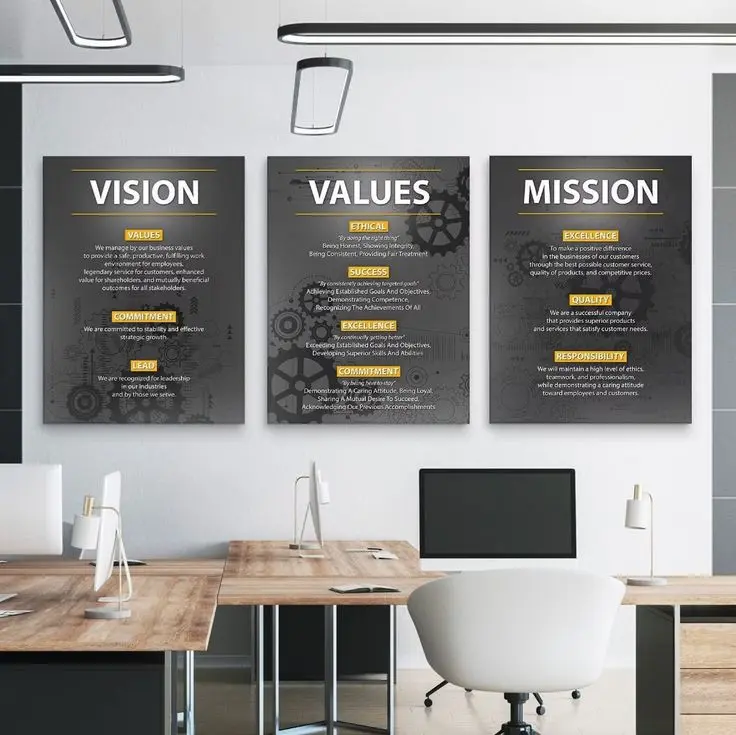 VISION
VALUES
We manage by our business values
to provide a safe, productive, fulfilling work
environment for employees,
legendary service for customers, enhanced
value for shareholders, and mutually beneficial
outcomes for all stakeholders.
COMMITMENT
We are committed to stability and effective
strategic growth.
LEAD
We are recognized for leadership
in our industries
and by those we serve.
VALUES
ETHICAL
"By doing the right thing"
Being Honest, Showing Integrity,
Being Consistent, Providing Fair Treatment
SUCCESS
"By consistently achieving targeted goals"
Achieving Established Goals And Objectives,
Demonstrating Competence,
Recognizing The Achievements Of All
EXCELLENCE
"By continually getting better"
Exceeding Established Goals And Objectives,
Developing Superior Skills And Abilities
COMMITMENT
"By being here to stay"
Demonstrating A Caring Attitude, Being Loyal,
Sharing A Mutual Desire To Succeed,
Acknowledging Our Previous Accomplishments
MISSION
EXCELLENCE
To make a positive difference
in the businesses of our customers
through the best possible customer service,
quality of products, and competitive prices.
QUALITY
We are a successful company
that provides superior products
and services that satisfy customer needs.
RESPONSIBILITY
We will maintain a high level of ethics,
teamwork, and professionalism,
while demonstrating a caring attitude
toward employees and customers.